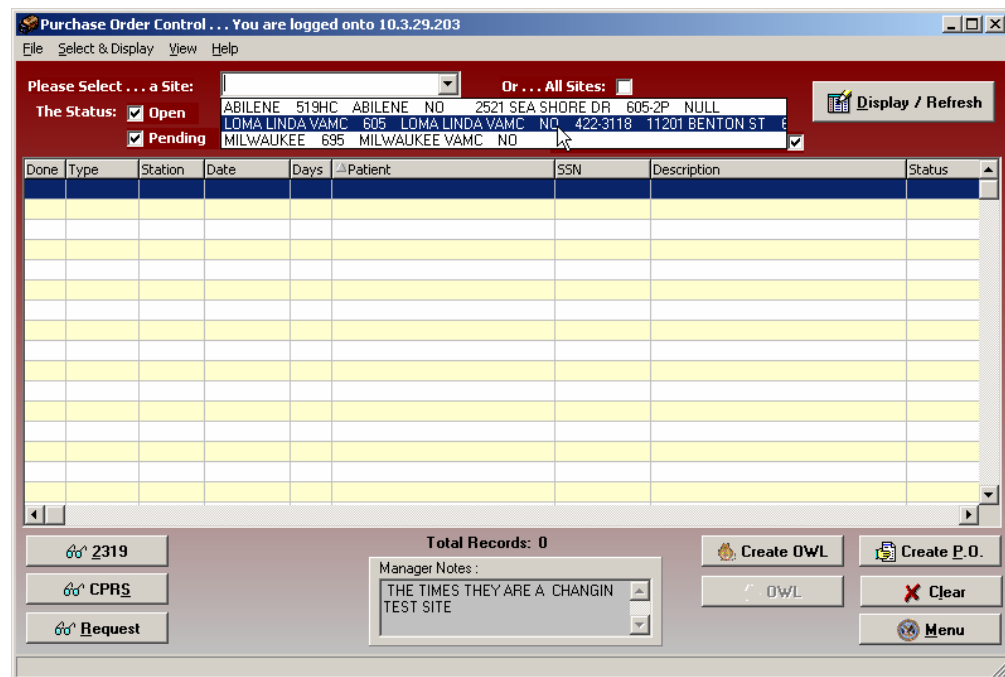 Purchase Order Control . . . You are logged onto 10.3.29.203
File Select & Display View Help
Please Select . . . a Site: Or . . . All Sites:
Display / Refresh
The Status: Open
ABILENE 519HC ABILENE NO 2521 SEA SHORE DR 605-2P NULL
LOMA LINDA VAMC 605 LOMA LINDA VAMC NO 422-3118 11201 BENTON ST
Pending
MILWAUKEE 695 MILWAUKEE VAMC NO
Done Type Station Date Days Patient SSN Description Status
Total Records: 0
2319
CPRS
Request
Manager Notes :
THE TIMES THEY ARE A CHANGIN
TEST SITE
Create OWL
OWL
Create P.O.
Clear
Menu